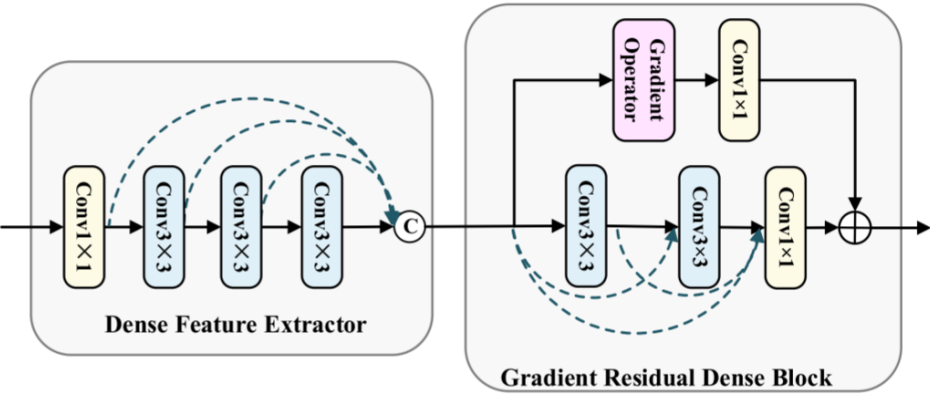 Conv1×1
Conv3×3
Conv3×3
Conv3×3
C
Dense Feature Extractor
Gradient
Operator
Conv1×1
Conv3×3
Conv3×3
Conv1×1
Gradient Residual Dense Block